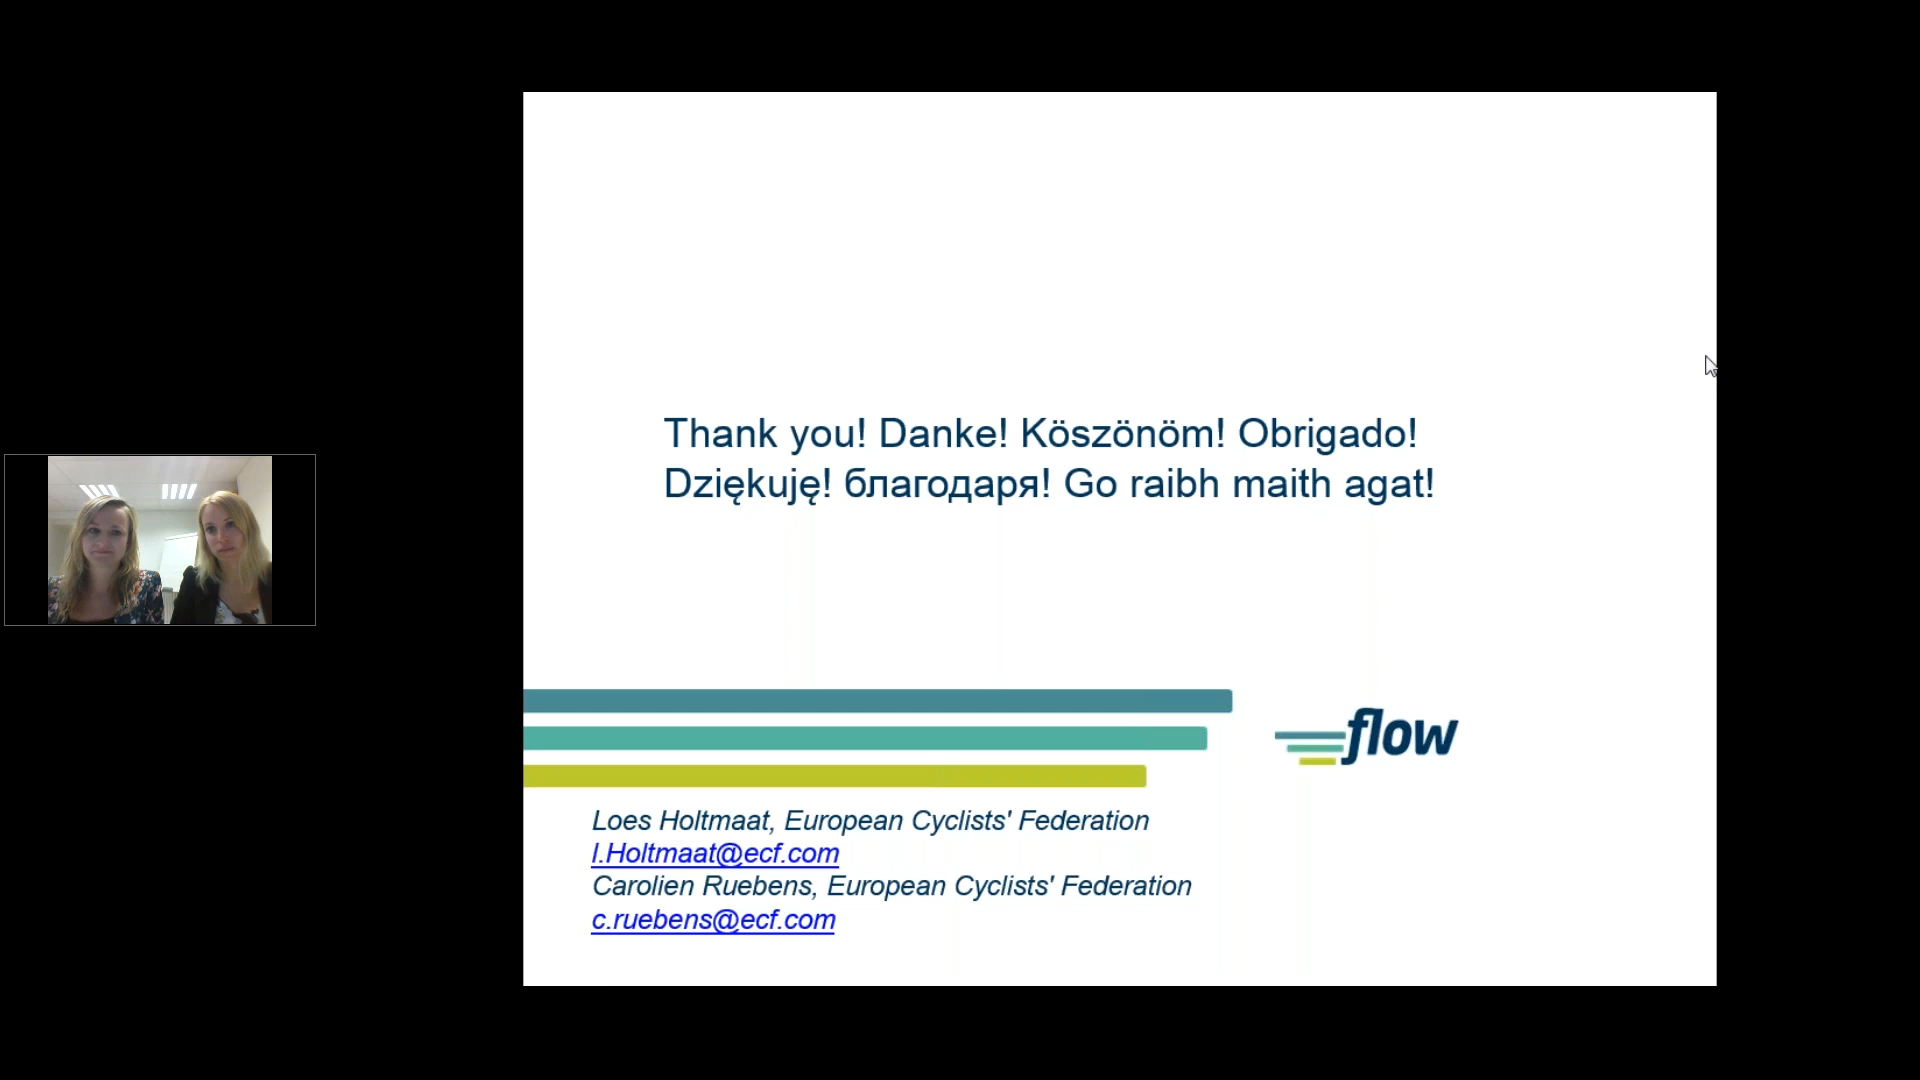 Thank you! Danke! Köszönöm! Obrigado!
Dziękuję! благодаря! Go raibh maith agat!
flow
Loes Holtmaat, European Cyclists' Federation
l.Holtmaat@ecf.com
Carolien Ruebens, European Cyclists' Federation
c.ruebens@ecf.com